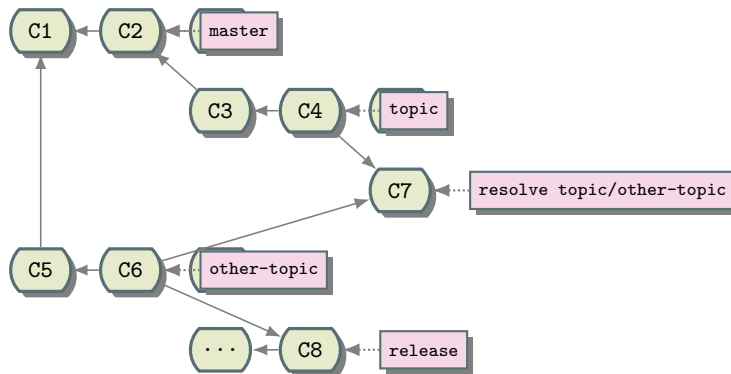 C1 C2 master
C3 C4 topic
C7 resolve topic/other-topic
C5 C6 other-topic
... C8 release